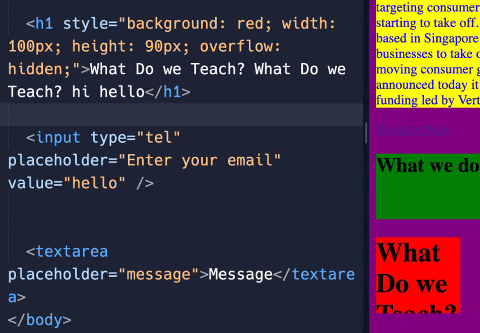 <h1 style="background: red; width:
100px; height: 90px; overflow:
hidden;">What Do we Teach? What Do we
Teach? hi hello</h1>
<input type="tel"
placeholder="Enter your email"
value="hello" />
<textarea
placeholder="message">Message</textare
a>
</body>
targeting consumer
starting to take off.
based in Singapore
businesses to take o
moving consumer g
announced today it
funding led by Vert
What we do
What
Do we
Teach?